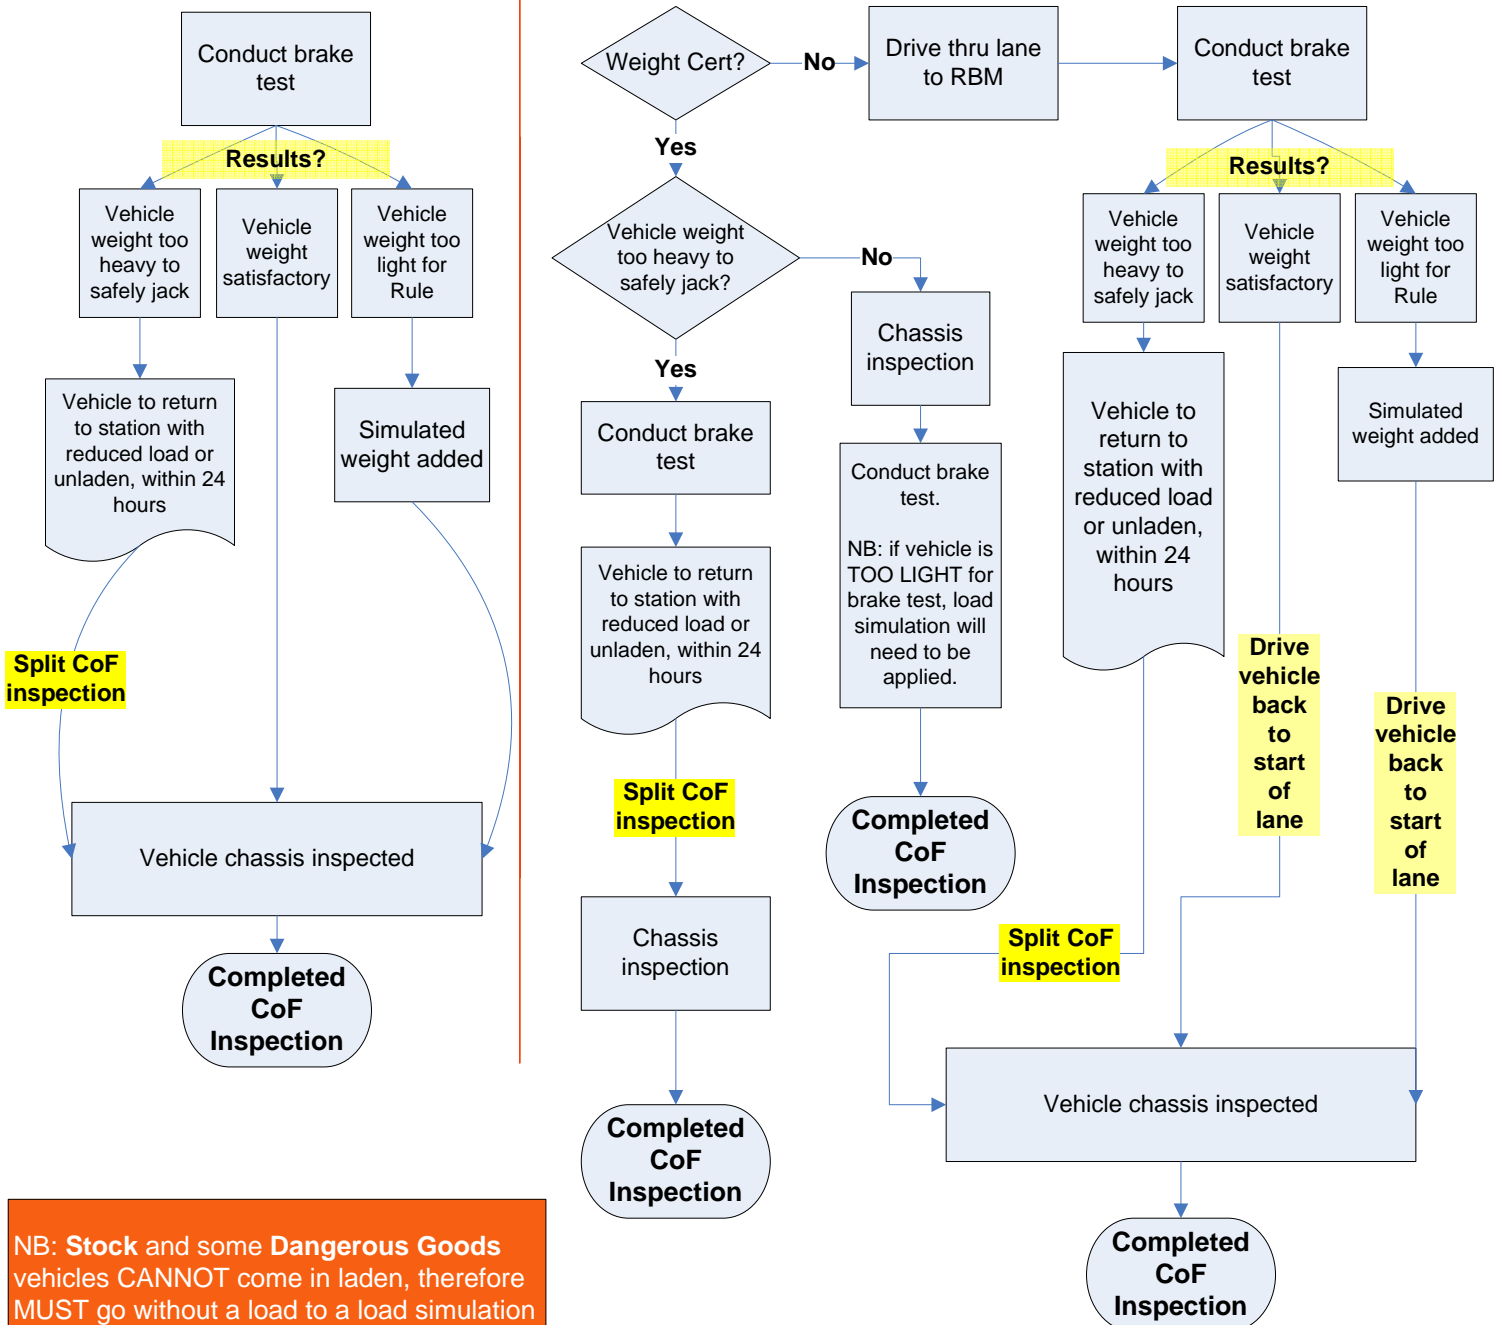 Conduct brake
test
Results?
Vehicle
weight too
heavy to
safely jack
Vehicle
weight
satisfactory
Vehicle
weight too
light for
Rule
Vehicle to return
to station with
reduced load or
unladen, within 24
hours
Simulated
weight added
Split CoF
inspection
Vehicle chassis inspected
Completed
CoF
Inspection
NB: Stock and some Dangerous Goods
vehicles CANNOT come in laden, therefore
MUST go without a load to a load simulation
Weight Cert?
No
Drive thru lane
to RBM
Conduct brake
test
Yes
Vehicle weight
too heavy to
safely jack?
No
Chassis
inspection
Yes
Conduct brake
test
Conduct brake
test.
NB: if vehicle is
TOO LIGHT for
brake test, load
simulation will
need to be
applied.
Vehicle to return
to station with
reduced load or
unladen, within 24
hours
Split CoF
inspection
Completed
CoF
Inspection
Chassis
inspection
Completed
CoF
Inspection
Results?
Vehicle
weight too
heavy to
safely jack
Vehicle
weight
satisfactory
Vehicle
weight too
light for
Rule
Vehicle to
return to
station with
reduced load
or unladen,
within 24
hours
Simulated
weight added
Drive
vehicle
back
to
start
of
lane
Drive
vehicle
back
to
start
of
lane
Split CoF
inspection
Vehicle chassis inspected
Completed
CoF
Inspection